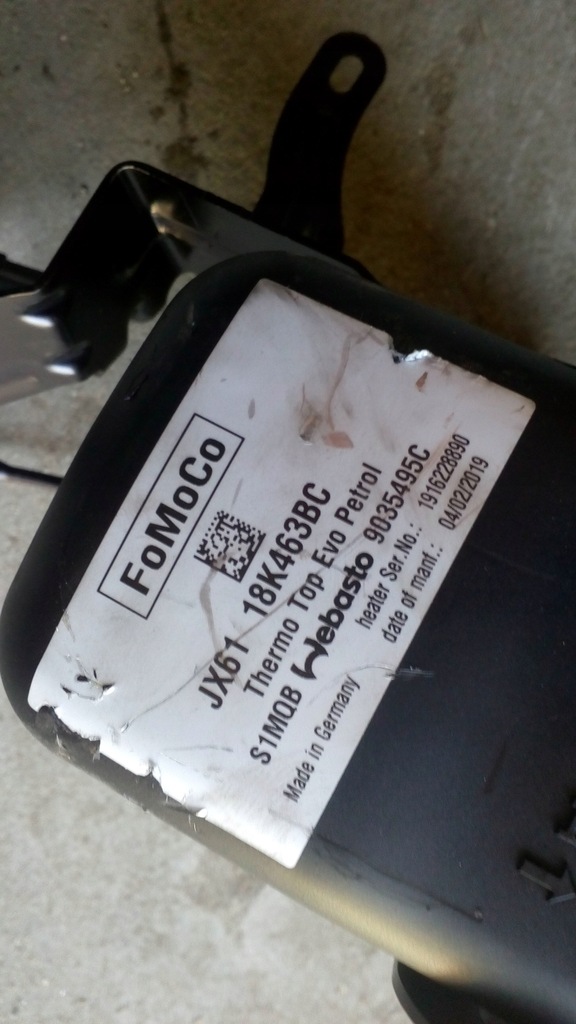 FoMoCo
JX61 18K463BC
Thermo Top Evo Petrol
S1MQB Webasto 9035495C
heater Ser.No.: 1916228890
Made in Germany date of manf.: 04/02/2019